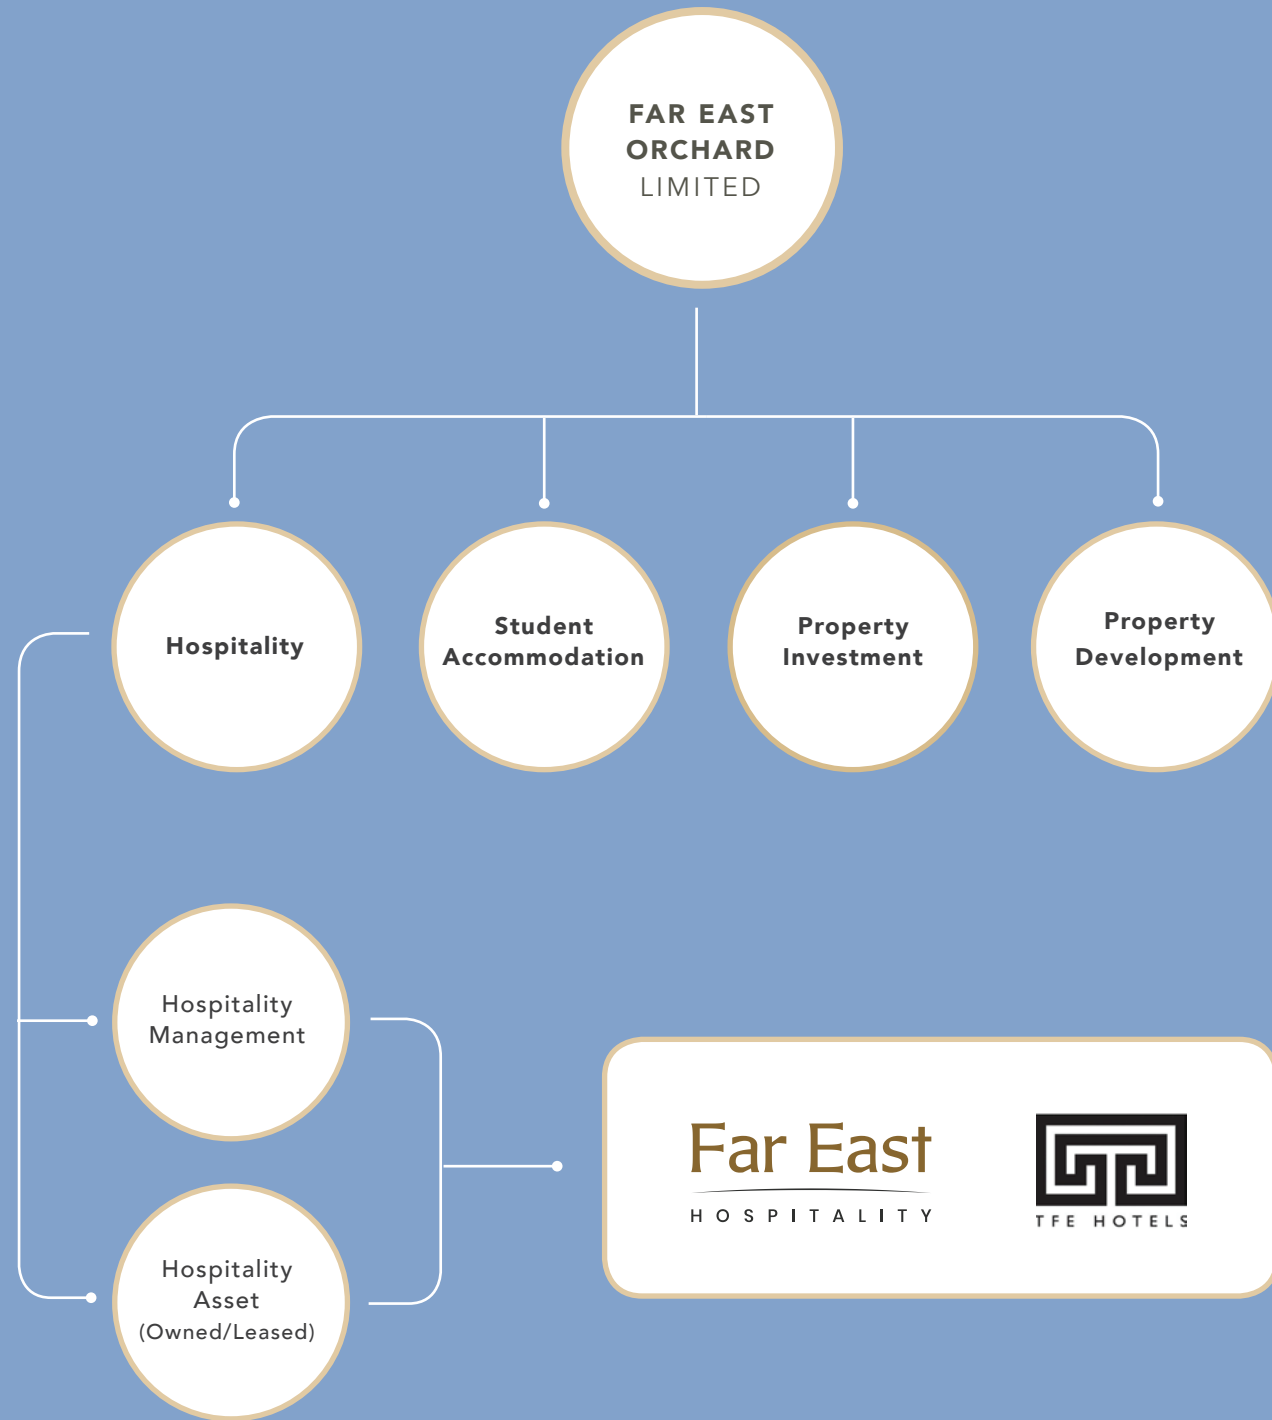 FAR EAST
ORCHARD
LIMITED
Hospitality
Student
Accommodation
Property
Investment
Property
Development
Hospitality
Management
Hospitality
Asset
(Owned/Leased)
Far East
HOSPITALITY
TFE HOTELS